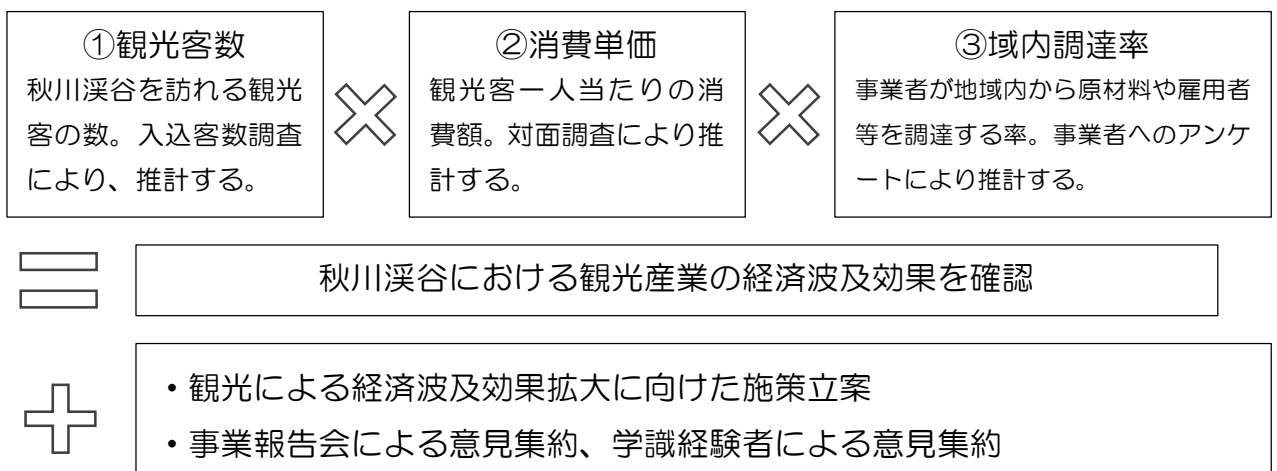 ①観光客数
秋川渓谷を訪れる観光
客の数。入込客数調査
により、推計する。
②消費単価
観光客一人当たりの消
費額。対面調査により推
計する。
③域内調達率
事業者が地域内から原材料や雇用者
等を調達する率。事業者へのアンケ
ートにより推計する。
秋川渓谷における観光産業の経済波及効果を確認
・観光による経済波及効果拡大に向けた施策立案
・事業報告会による意見集約、学識経験者による意見集約